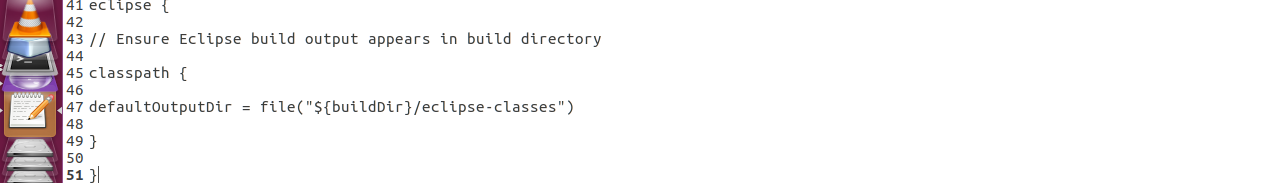 41 eclipse {
42
43 // Ensure Eclipse build output appears in build directory
44
45 classpath {
46
47 defaultOutputDir = file("${buildDir}/eclipse-classes")
48
49 }
50
51 }